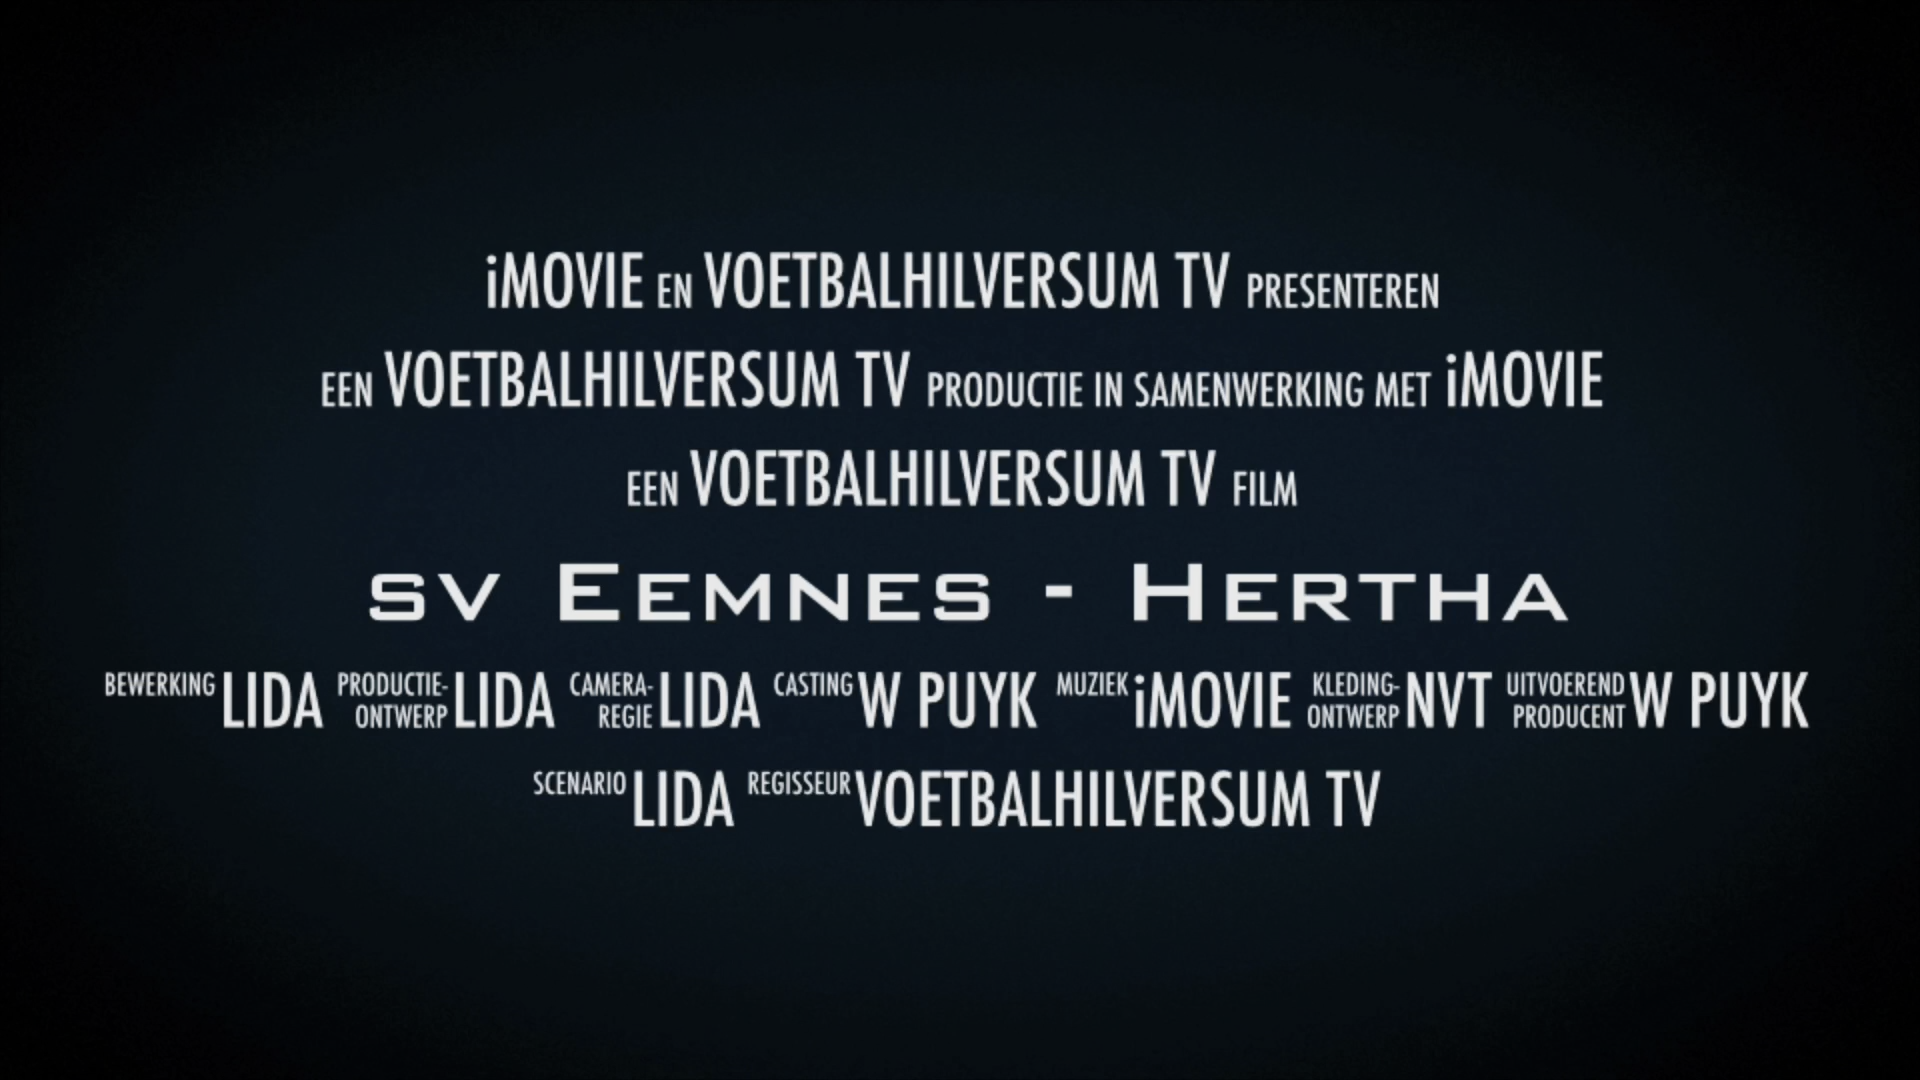 iMOVIE EN VOETBALHILVERSUM TV PRESENTEREN
EEN VOETBALHILVERSUM TV PRODUCTIE IN SAMENWERKING MET iMOVIE
EEN VOETBALHILVERSUM TV FILM
SV EEMNES - HERTHA
BEWERKING LIDA PRODUCTIE-ONTWERP LIDA CAMERA-REGIE LIDA CASTING W PUYK MUZIEK iMOVIE KLEDING-ONTWERP NVT UITVOEREND PRODUCENT W PUYK
SCENARIO LIDA REGISSEUR VOETBALHILVERSUM TV